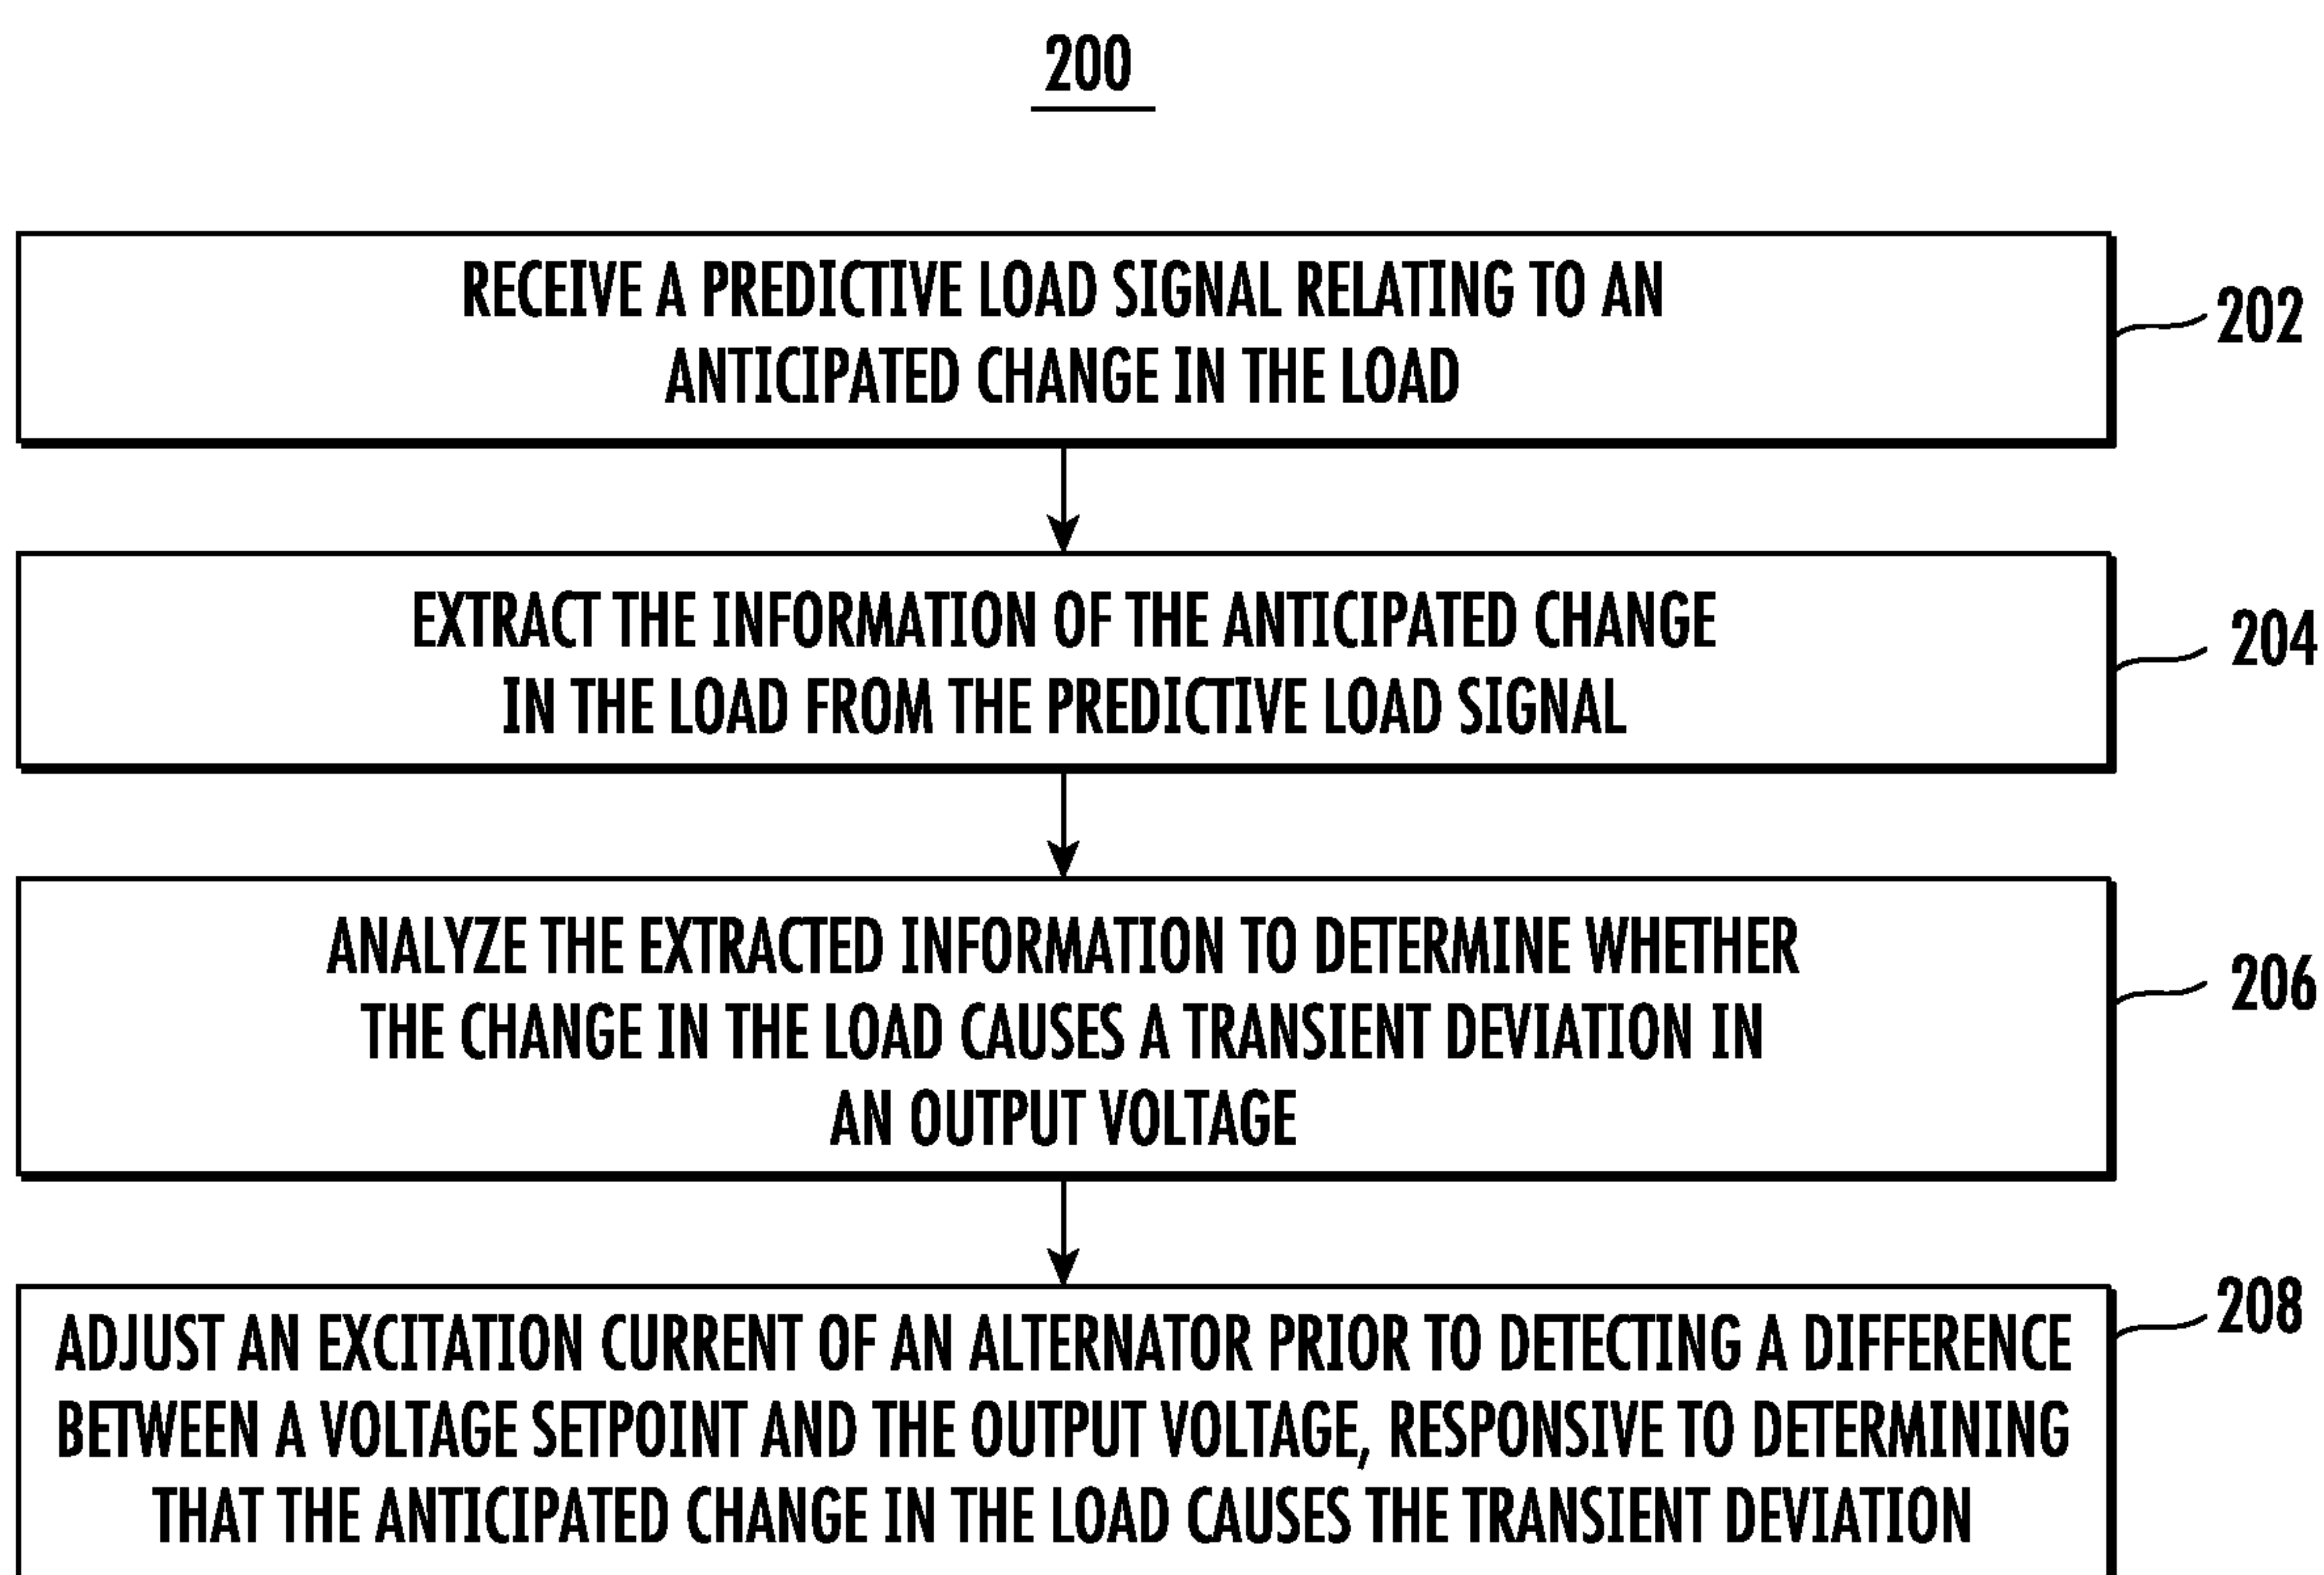 200
RECEIVE A PREDICTIVE LOAD SIGNAL RELATING TO AN
ANTICIPATED CHANGE IN THE LOAD
202
EXTRACT THE INFORMATION OF THE ANTICIPATED CHANGE
IN THE LOAD FROM THE PREDICTIVE LOAD SIGNAL
204
ANALYZE THE EXTRACTED INFORMATION TO DETERMINE WHETHER
THE CHANGE IN THE LOAD CAUSES A TRANSIENT DEVIATION IN
AN OUTPUT VOLTAGE
206
ADJUST AN EXCITATION CURRENT OF AN ALTERNATOR PRIOR TO DETECTING A DIFFERENCE
BETWEEN A VOLTAGE SETPOINT AND THE OUTPUT VOLTAGE, RESPONSIVE TO DETERMINING
THAT THE ANTICIPATED CHANGE IN THE LOAD CAUSES THE TRANSIENT DEVIATION
208